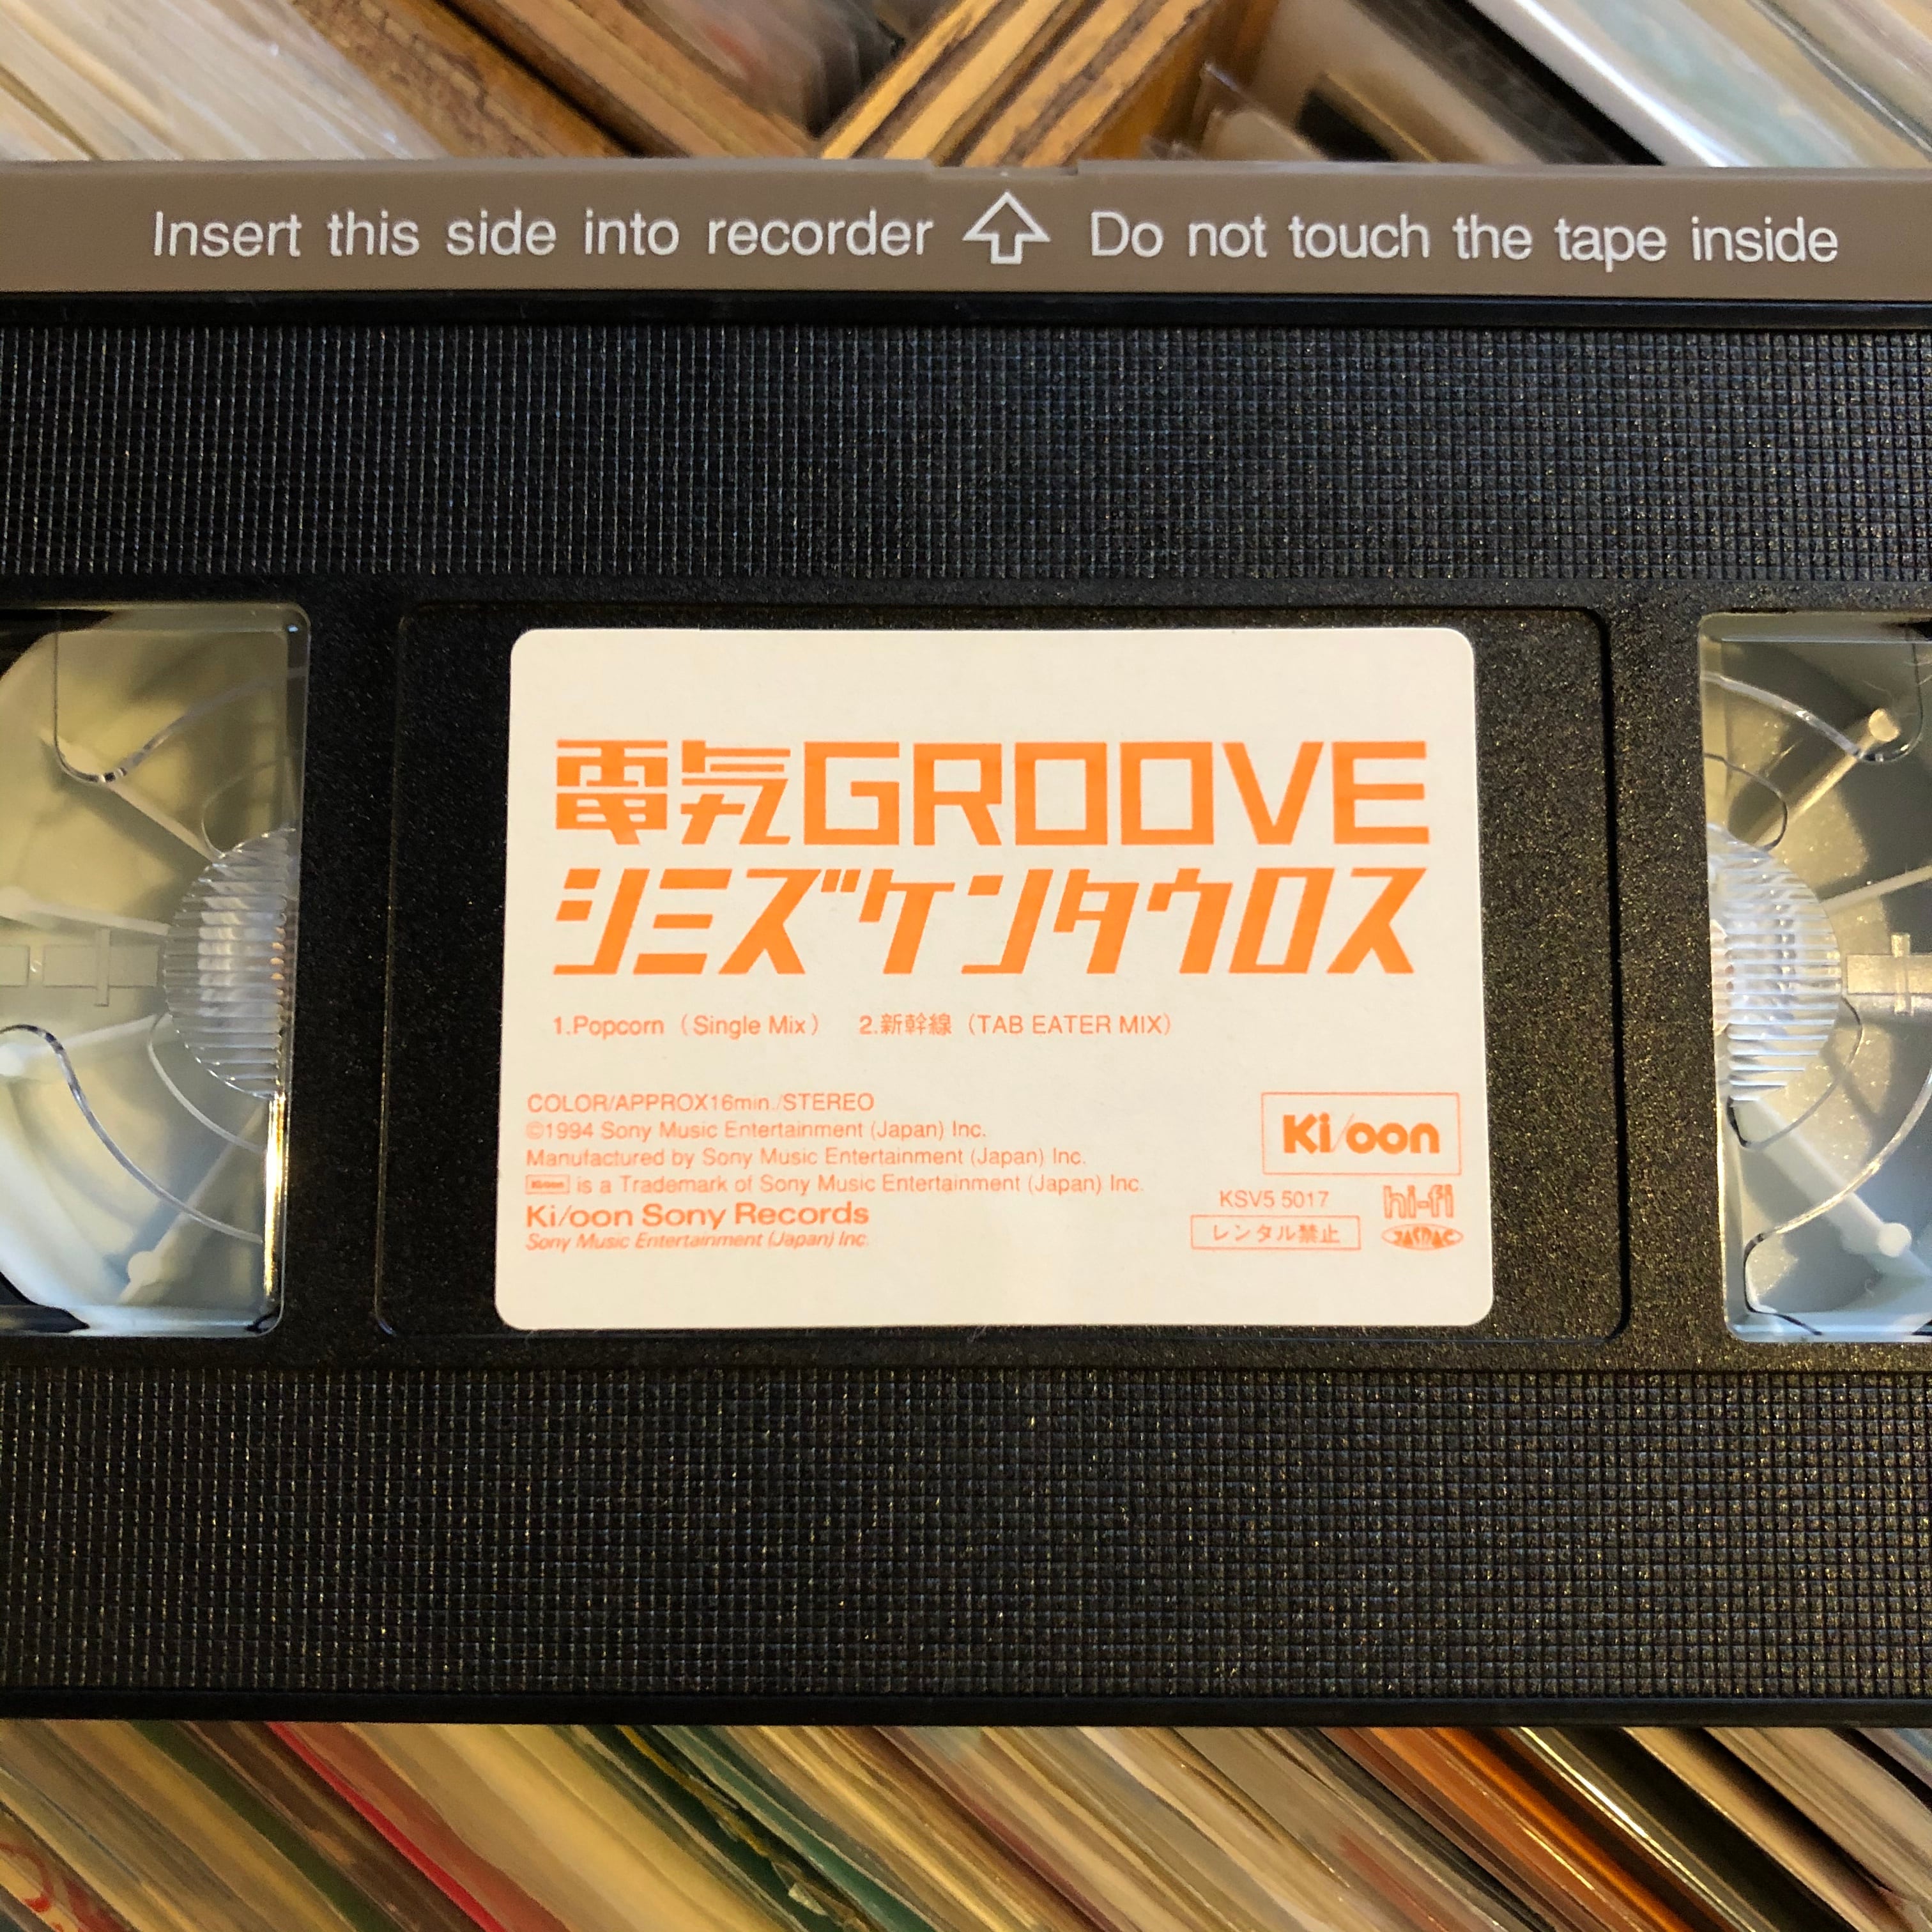 Insert this side into recorder ⇧ Do not touch the tape inside
電気GROOVE
シミズケンタウロス
1.Popcorn (Single Mix) 2.新幹線 (TAB EATER MIX)
COLOR/APPROX16min./STEREO
©1994 Sony Music Entertainment (Japan) Inc.
Manufactured by Sony Music Entertainment (Japan) Inc.
Ki/oon is a Trademark of Sony Music Entertainment (Japan) Inc.
Ki/oon Sony Records
Sony Music Entertainment (Japan) Inc.
Ki/oon
KSV5 5017
hi-fi
レンタル禁止
JASRAC